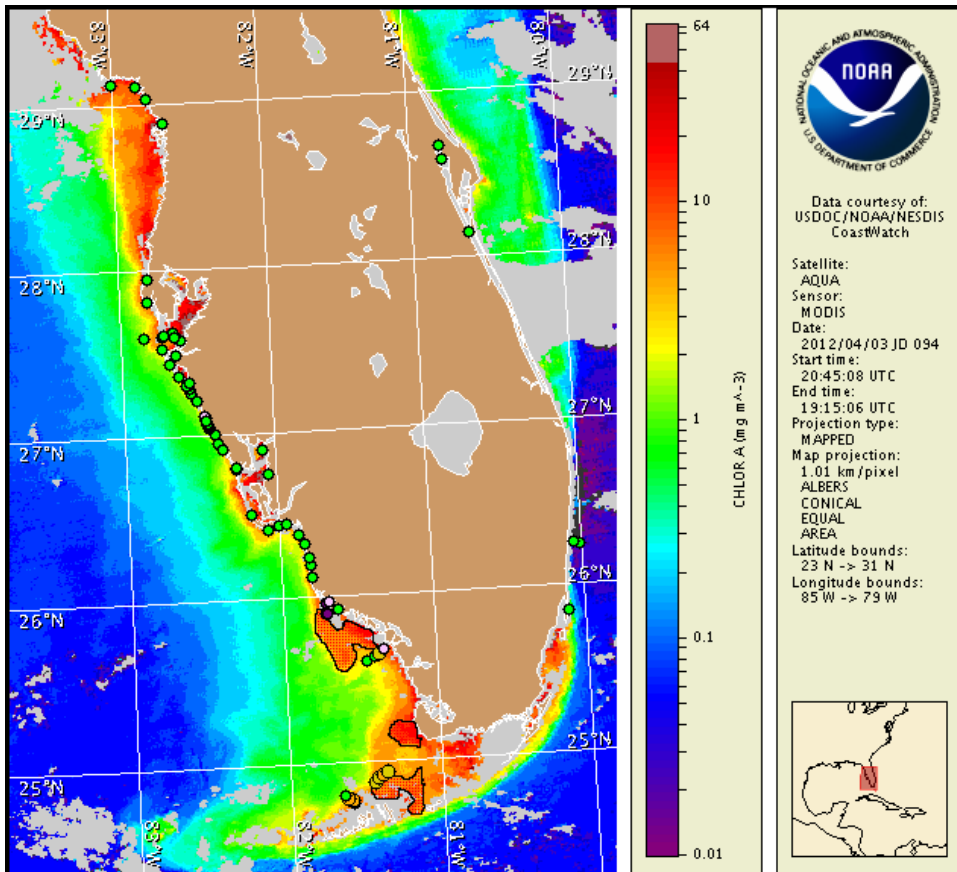 83°W
82°W
81°W
80°W
29°N
29°N
28°N
28°N
27°N
27°N
26°N
26°N
25°N
25°N
83°W
82°W
81°W
64
10
1
0.1
0.01
CHLOR A (mg m^-3)
NATIONAL OCEANIC AND ATMOSPHERIC ADMINISTRATION
NOAA
U.S. DEPARTMENT OF COMMERCE
Data courtesy of:
USDOC/NOAA/NESDIS
CoastWatch
Satellite:
AQUA
Sensor:
MODIS
Date:
2012/04/03 JD 094
Start time:
20:45:08 UTC
End time:
19:15:06 UTC
Projection type:
MAPPED
Map projection:
1.01 km/pixel
ALBERS
CONICAL
EQUAL
AREA
Latitude bounds:
23 N -> 31 N
Longitude bounds:
85 W -> 79 W